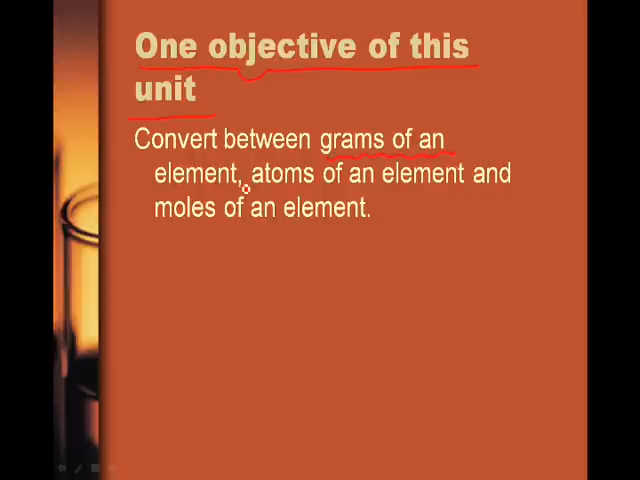 One objective of this
unit
Convert between grams of an
element, atoms of an element and
moles of an element.